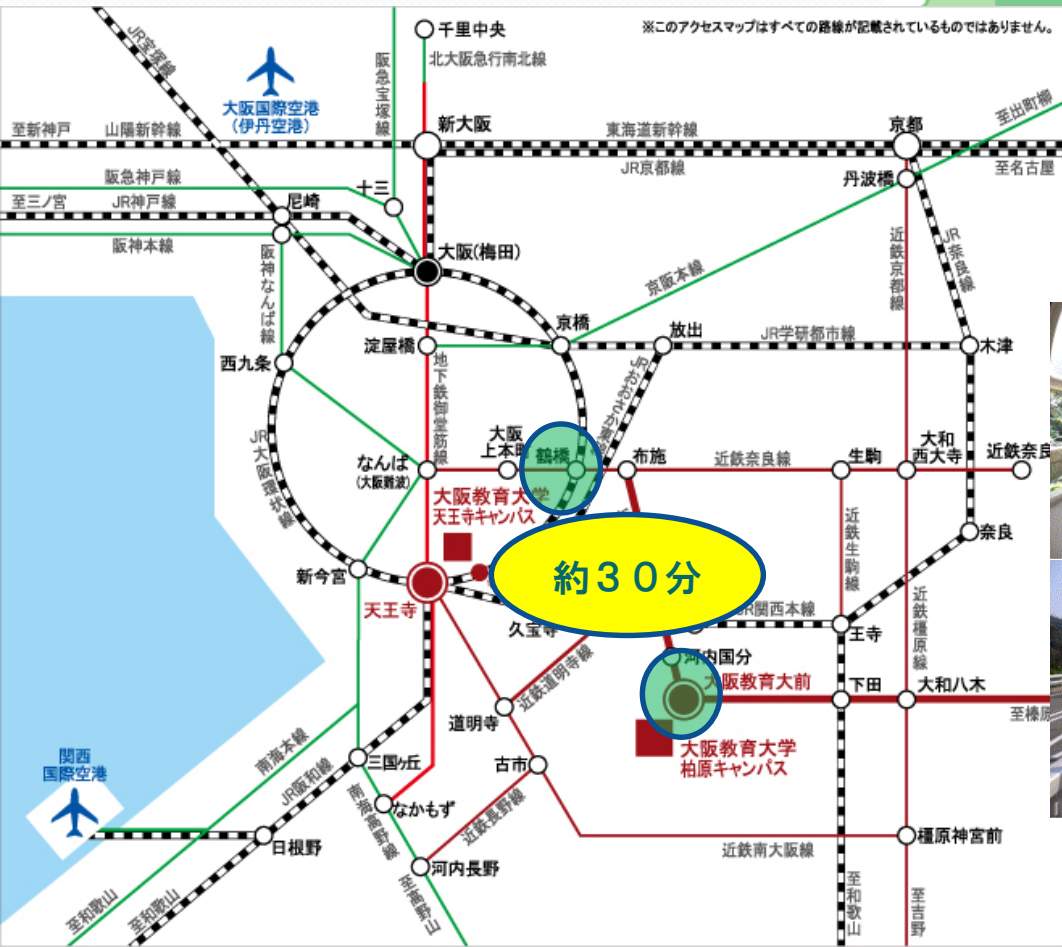 ※このアクセスマップはすべての路線が記載されているものではありません。
千里中央
北大阪急行南北線
JR宝塚線
阪急宝塚線
大阪国際空港
（伊丹空港）
新大阪
京都
至出町柳
至新神戸
山陽新幹線
東海道新幹線
JR京都線
至名古屋
阪急神戸線
十三
丹波橋
至三ノ宮
JR神戸線
尼崎
阪神本線
大阪(梅田)
阪神なんば線
京阪本線
近鉄京都線
JR奈良線
京橋
放出
JR学研都市線
木津
淀屋橋
西九条
地下鉄御堂筋線
JR大阪環状線
なんば
(大阪難波)
大阪
上本町
鶴橋
布施
近鉄奈良線
生駒
大和
西大寺
近鉄奈良
大阪教育大学
天王寺キャンパス
近鉄生駒線
奈良
新今宮
約３０分
天王寺
久宝寺
JR関西本線
王寺
近鉄橿原線
河内国分
大阪教育大前
下田
大和八木
至榛原
近鉄道明寺線
道明寺
大阪教育大学
柏原キャンパス
南海本線
関西
国際空港
三国ヶ丘
古市
JR阪和線
南海高野線
なかもず
近鉄長野線
日根野
河内長野
近鉄南大阪線
橿原神宮前
至和歌山
至和歌山
至高野山
至和歌山
至吉野